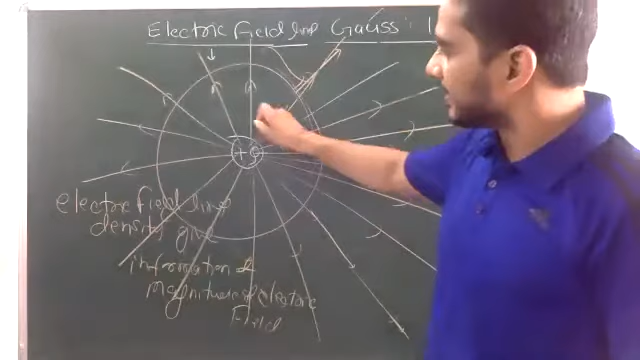 Electric Field line Gauss's
+Q
electric field line
density give
information of
magnitude of electric
Field